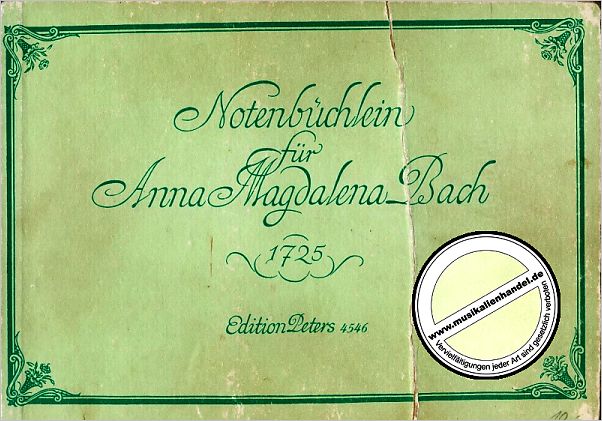 Notenbüchlein
für
Anna Magdalena Bach
1725
Edition Peters 4546
www.musikalienhandel.de
Vervielfältigungen jeder Art sind gesetzlich verboten